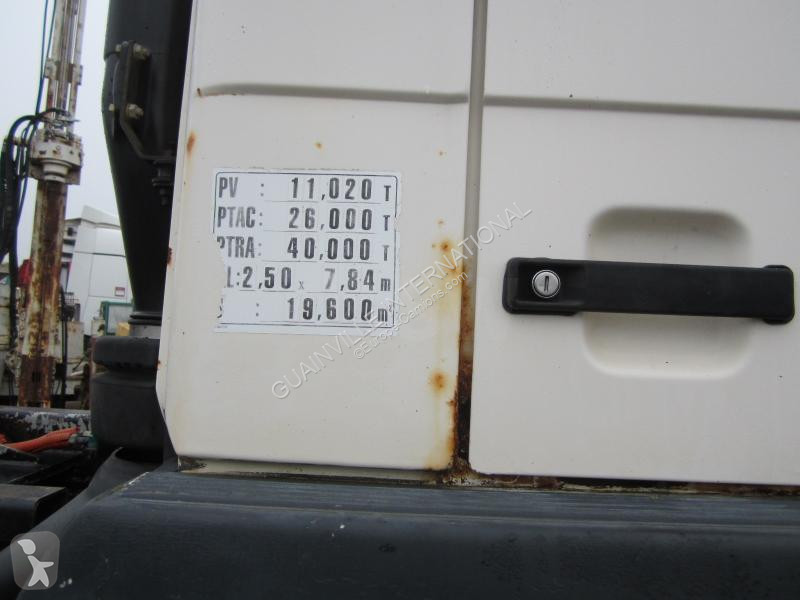 PV : 11,020 T
PTAC: 26,000 T
PTRA: 40,000 T
L:2,50 x 7,84 m
: 19,600 m
GUAINVILLE INTERNATIONAL